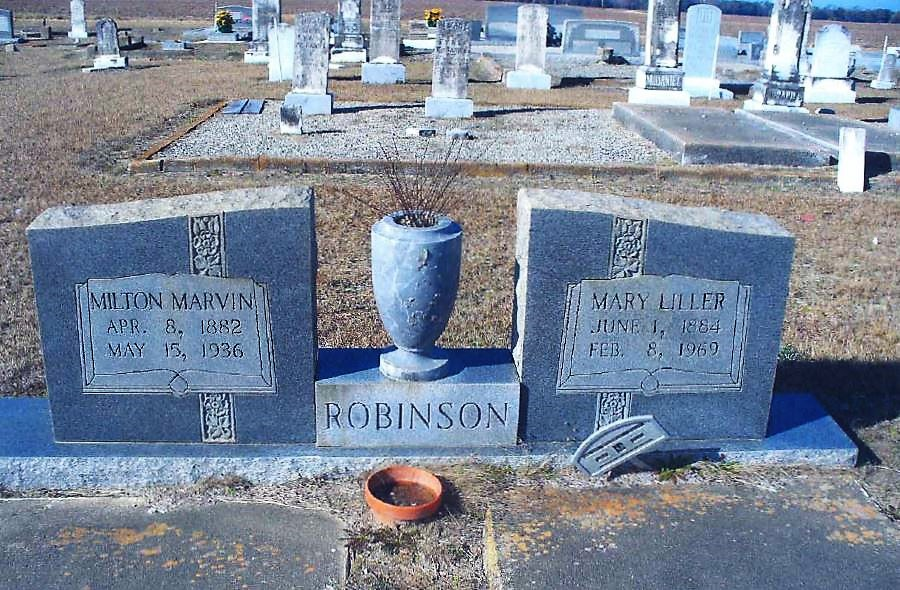 MILTON MARVIN
APR. 8, 1882
MAY 15, 1936
ROBINSON
MARY LILLER
JUNE 1, 1884
FEB. 8, 1969